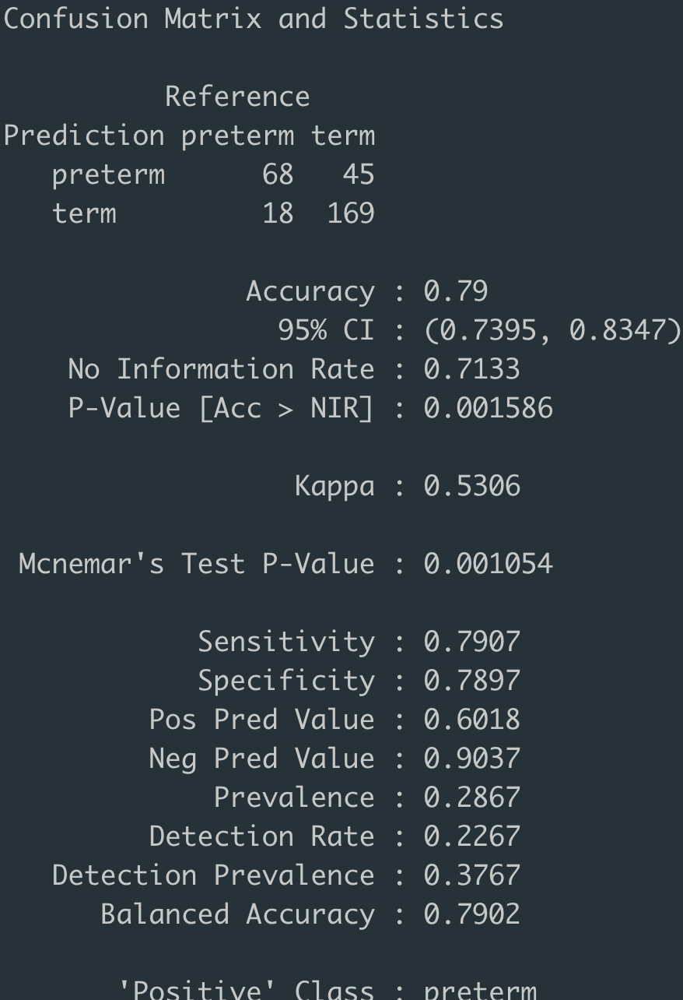 Confusion Matrix and Statistics
Reference
Prediction preterm term
preterm 68 45
term 18 169
Accuracy : 0.79
95% CI : (0.7395, 0.8347)
No Information Rate : 0.7133
P-Value [Acc > NIR] : 0.001586
Kappa : 0.5306
Mcnemar's Test P-Value : 0.001054
Sensitivity : 0.7907
Specificity : 0.7897
Pos Pred Value : 0.6018
Neg Pred Value : 0.9037
Prevalence : 0.2867
Detection Rate : 0.2267
Detection Prevalence : 0.3767
Balanced Accuracy : 0.7902
'Positive' Class : preterm